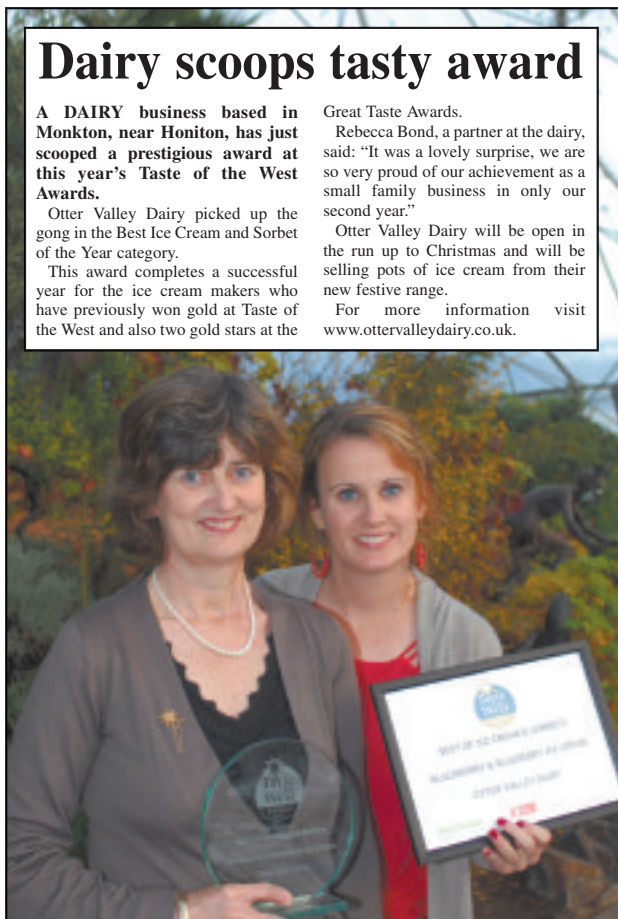 Dairy scoops tasty award
A DAIRY business based in
Monkton, near Honiton, has just
scooped a prestigious award at
this year's Taste of the West
Awards.
Otter Valley Dairy picked up the
gong in the Best Ice Cream and Sorbet
of the Year category.
This award completes a successful
year for the ice cream makers who
have previously won gold at Taste of
the West and also two gold stars at the
Great Taste Awards.
Rebecca Bond, a partner at the dairy,
said: “It was a lovely surprise, we are
so very proud of our achievement as a
small family business in only our
second year.”
Otter Valley Dairy will be open in
the run up to Christmas and will be
selling pots of ice cream from their
new festive range.
For more information visit
www.ottervalleydairy.co.uk.
taste
West
OTTER VALLEY DAIRY